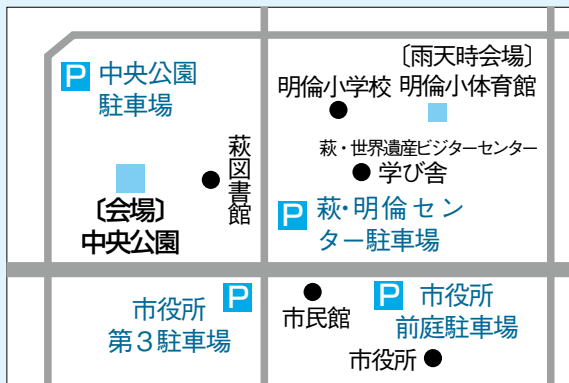 P 中央公園
駐車場
〔会場〕
中央公園
萩図書館
〔雨天時会場〕
明倫小学校 明倫小体育館
萩・世界遺産ビジターセンター
学び舎
P 萩・明倫セン
ター駐車場
市役所 P
第3駐車場
市民館
P 市役所
前庭駐車場
市役所